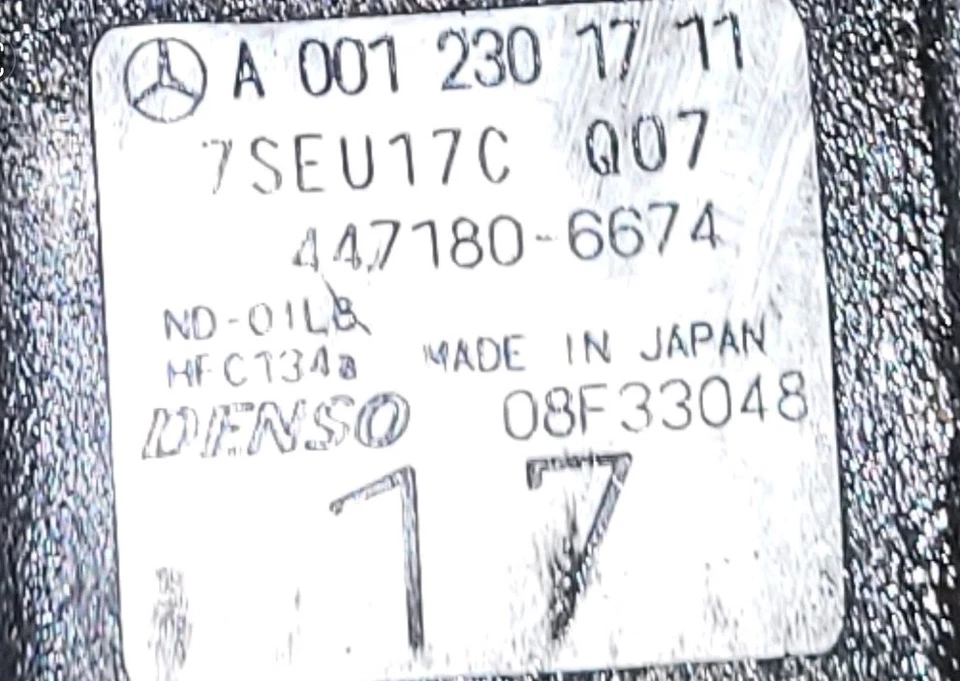 A 001 230 17 11
7SEU17C Q07
447180-6674
ND-OIL8
HFC134a MADE IN JAPAN
DENSO 08F33048
17